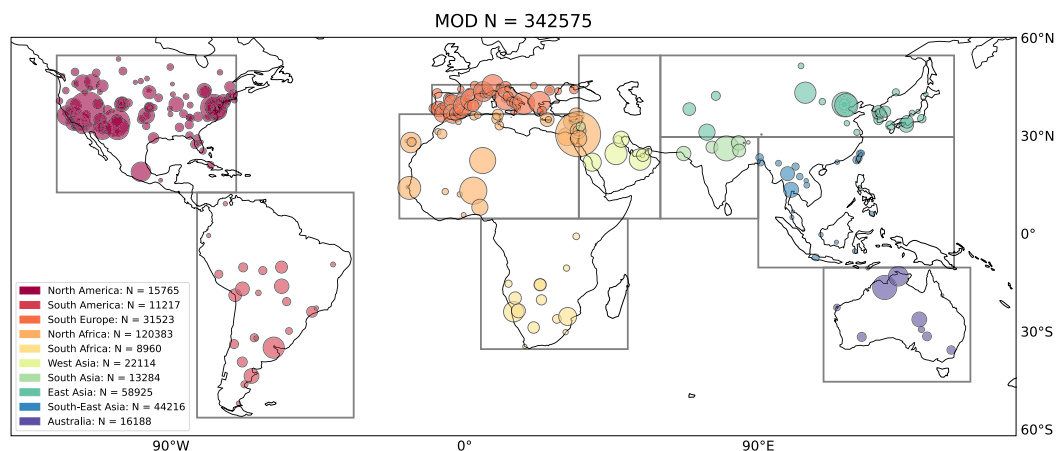 MOD N = 342575
60°N
30°N
0°
30°S
60°S
North America: N = 15765
South America: N = 11217
South Europe: N = 31523
North Africa: N = 120383
South Africa: N = 8960
West Asia: N = 22114
South Asia: N = 13284
East Asia: N = 58925
South-East Asia: N = 44216
Australia: N = 16188
90°W
0°
90°E